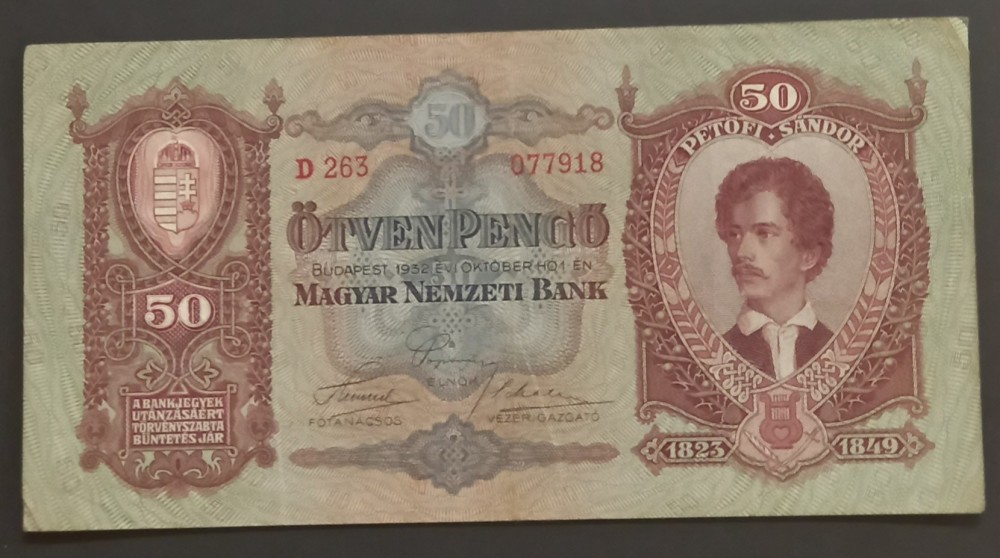 50
PETŐFI · SÁNDOR
50
D 263
077918
ÖTVEN PENGŐ
BUDAPEST, 1932. ÉVI OKTÓBER HÓ 1. ÉN
MAGYAR NEMZETI BANK
50
ELNÖK
FŐTANÁCSOS
VEZÉRIGAZGATÓ
A BANKJEGYEK
UTÁNZÁSÁÉRT
TÖRVÉNYSZABTA
BÜNTETÉS JÁR
1823
1849